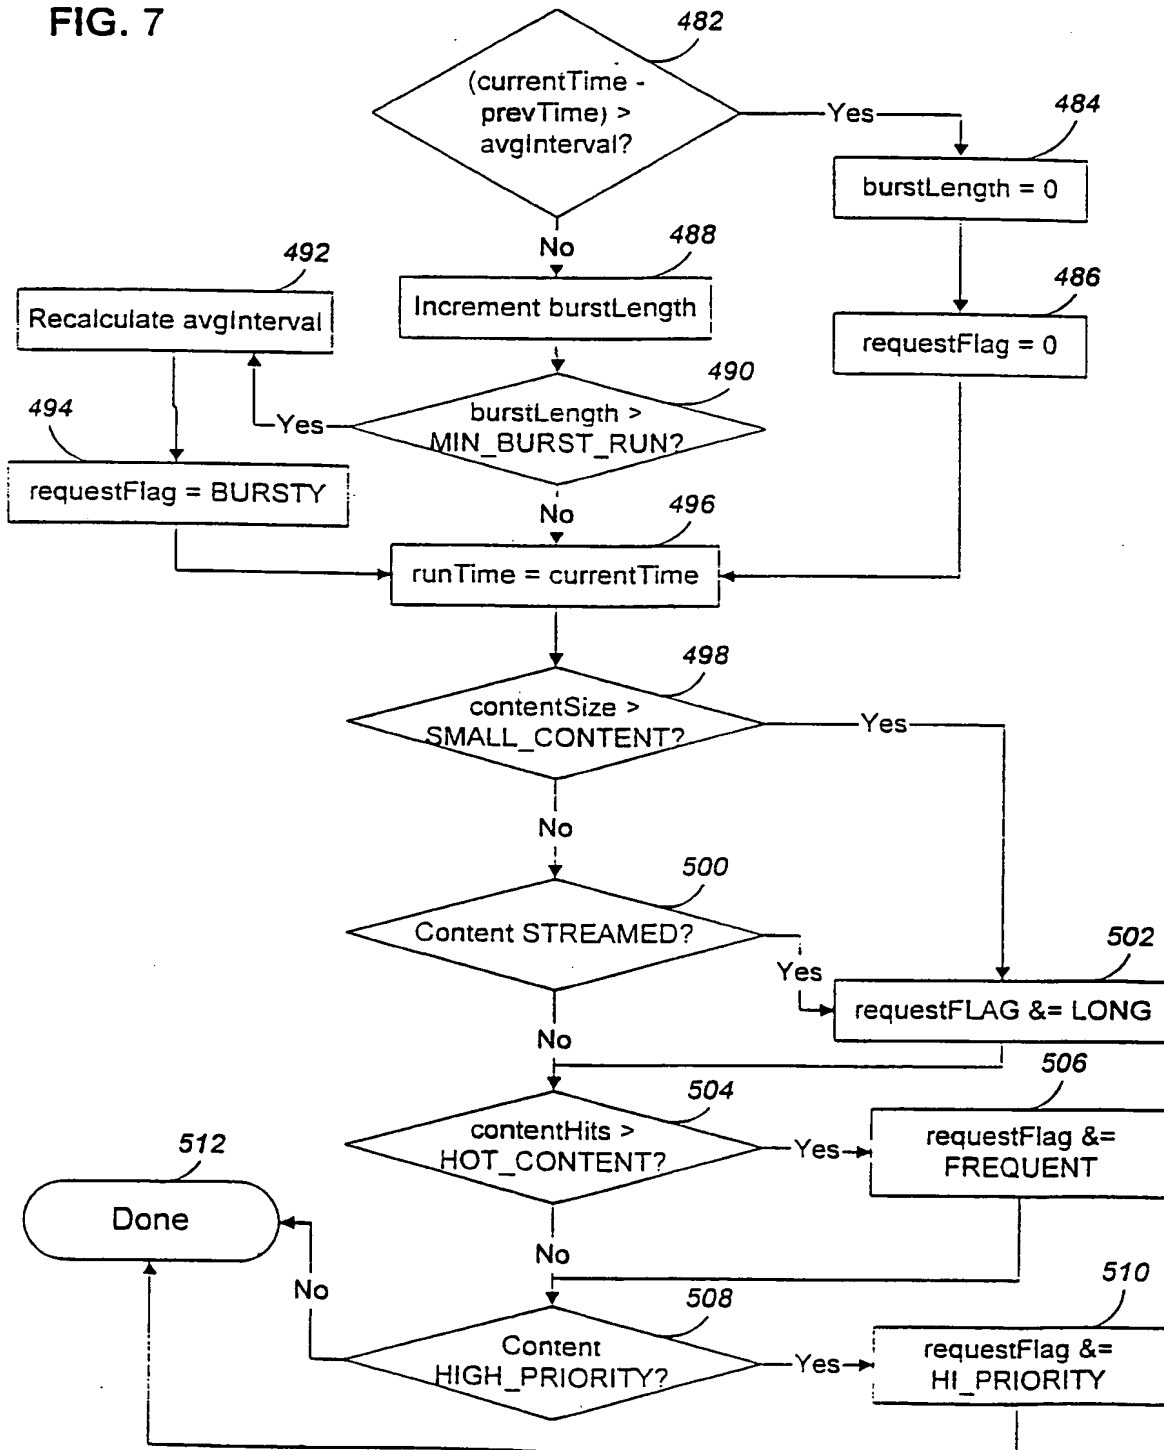 FIG. 7
482
(currentTime -
prevTime) >
avgInterval?
Yes
484
burstLength = 0
No
488
492
Increment burstLength
486
Recalculate avgInterval
requestFlag = 0
490
burstLength >
MIN_BURST_RUN?
Yes
494
requestFlag = BURSTY
No
496
runTime = currentTime
498
contentSize >
SMALL_CONTENT?
Yes
No
500
Content STREAMED?
Yes
502
requestFLAG &= LONG
No
504
506
contentHits >
HOT_CONTENT?
Yes
requestFlag &=
FREQUENT
512
Done
No
No
508
510
Content
HIGH_PRIORITY?
Yes
requestFlag &=
HI_PRIORITY